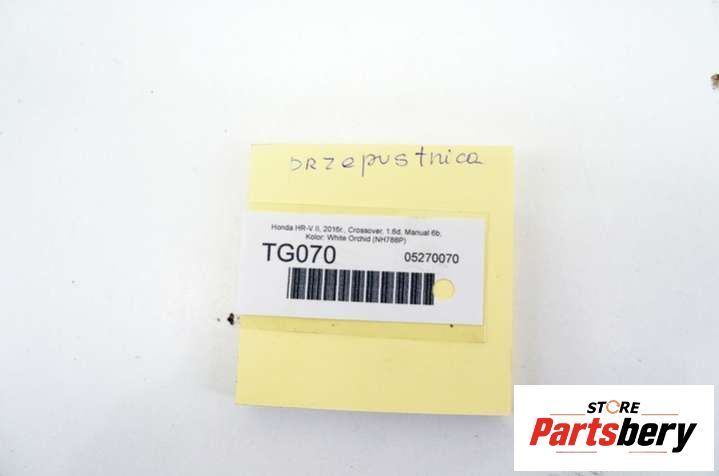 przepustnica
Honda HR-V II, 2016r., Crossover, 1.6d, Manual 6b,
Kolor: White Orchid (NH788P)
TG070 05270070
STORE
Partsbery